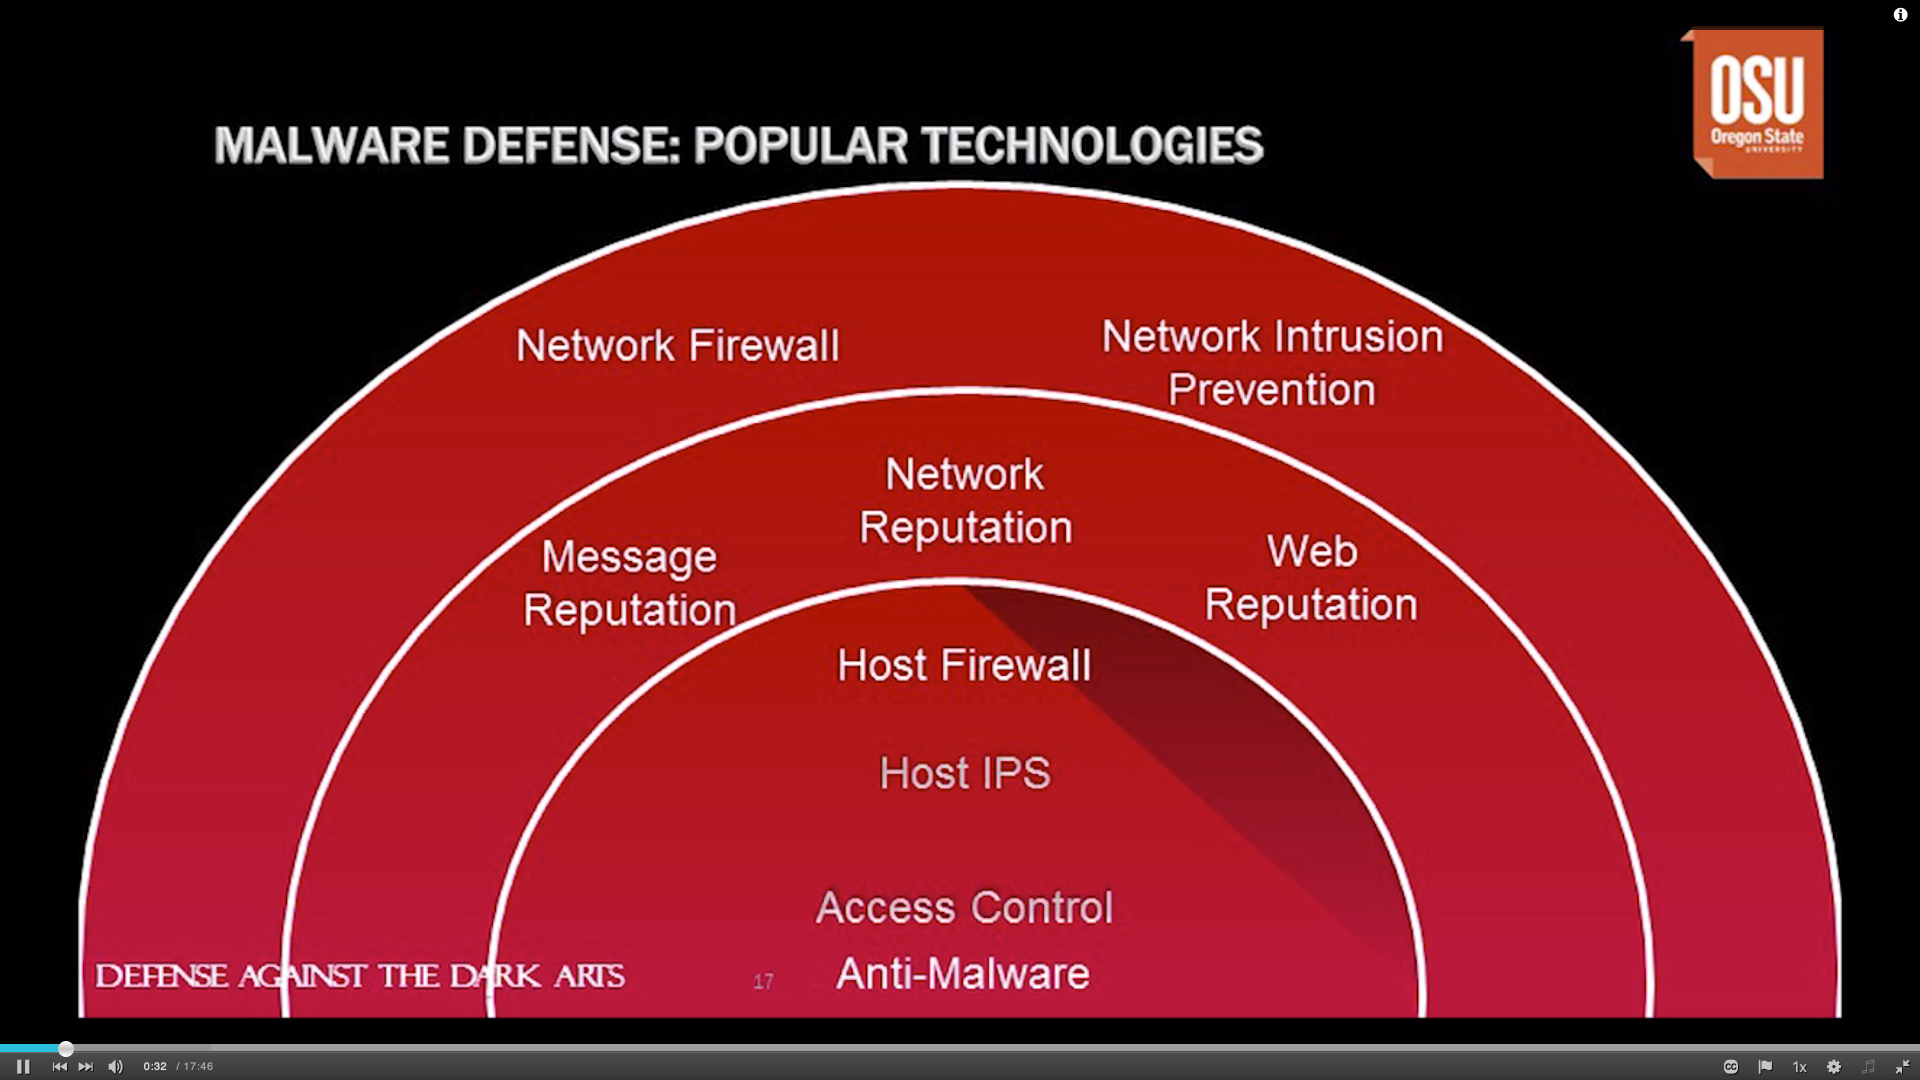 OSU
Oregon State
UNIVERSITY
MALWARE DEFENSE: POPULAR TECHNOLOGIES
Network Firewall
Network Intrusion
Prevention
Network
Reputation
Message
Reputation
Web
Reputation
Host Firewall
Host IPS
Access Control
Anti-Malware
DEFENSE AGAINST THE DARK ARTS
17
0:32 / 17:46
CC
1x